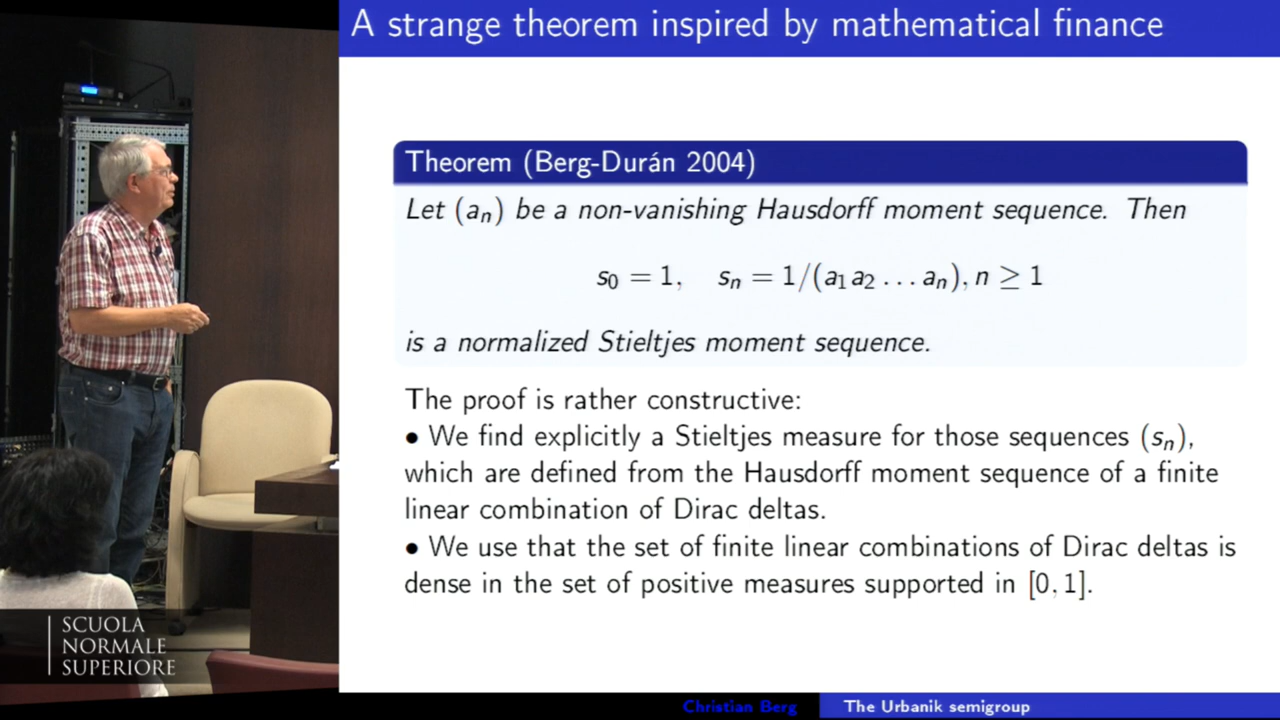 A strange theorem inspired by mathematical finance
Theorem (Berg-Durán 2004)
Let (aₙ) be a non-vanishing Hausdorff moment sequence. Then
s₀ = 1, sₙ = 1/(a₁a₂ . . . aₙ), n ≥ 1
is a normalized Stieltjes moment sequence.
The proof is rather constructive:
• We find explicitly a Stieltjes measure for those sequences (sₙ),
which are defined from the Hausdorff moment sequence of a finite
linear combination of Dirac deltas.
• We use that the set of finite linear combinations of Dirac deltas is
dense in the set of positive measures supported in [0, 1].
SCUOLA
NORMALE
SUPERIORE
Christian Berg
The Urbanik semigroup